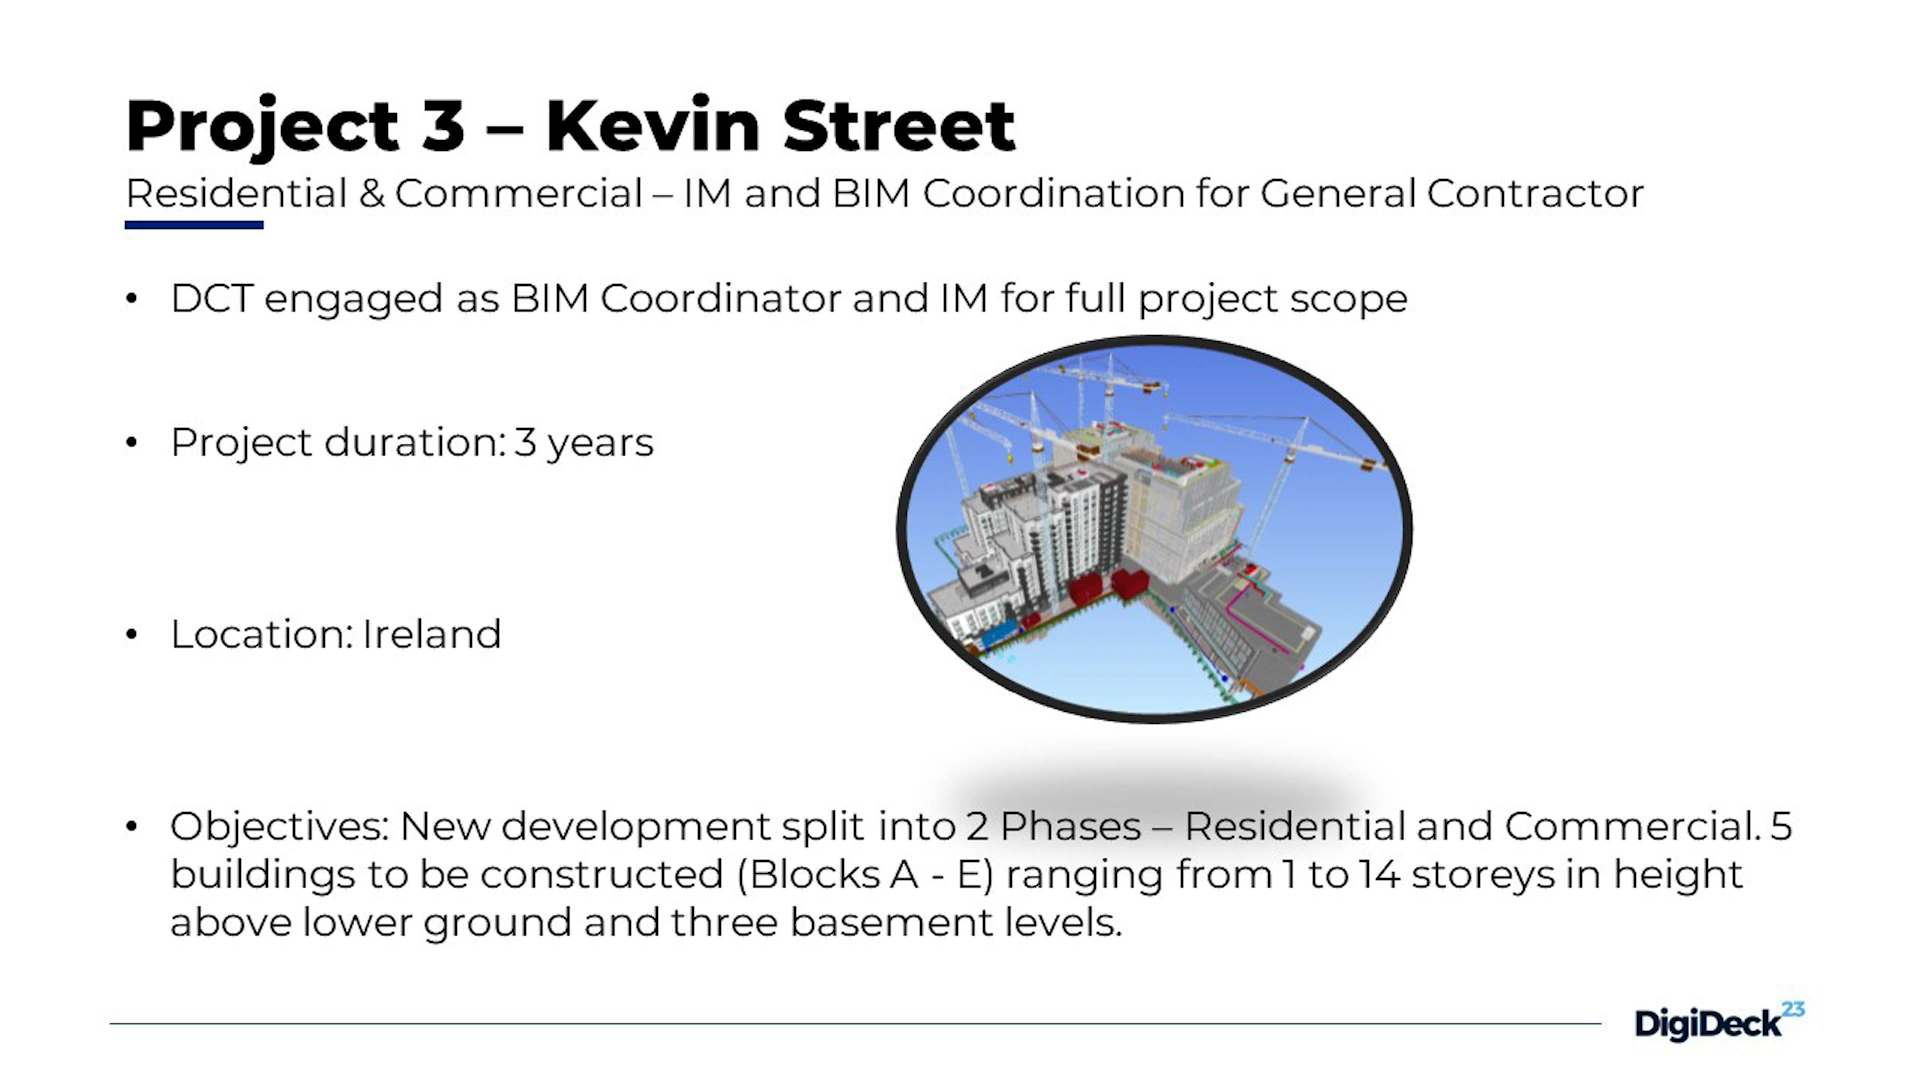 Project 3 – Kevin Street
Residential & Commercial – IM and BIM Coordination for General Contractor
• DCT engaged as BIM Coordinator and IM for full project scope
• Project duration: 3 years
• Location: Ireland
• Objectives: New development split into 2 Phases – Residential and Commercial. 5
buildings to be constructed (Blocks A - E) ranging from 1 to 14 storeys in height
above lower ground and three basement levels.
DigiDeck23